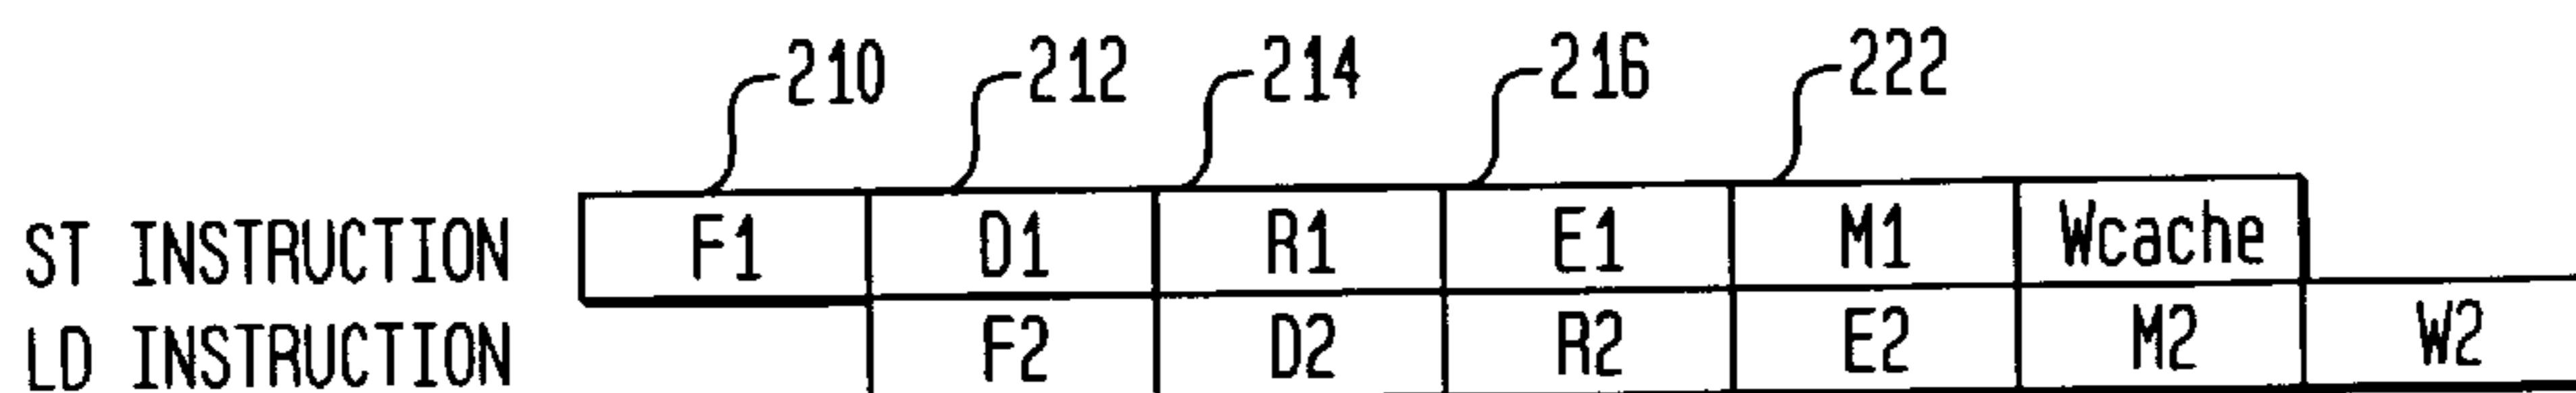 210 212 214 216 222
ST INSTRUCTION F1 D1 R1 E1 M1 Wcache
LD INSTRUCTION F2 D2 R2 E2 M2 W2